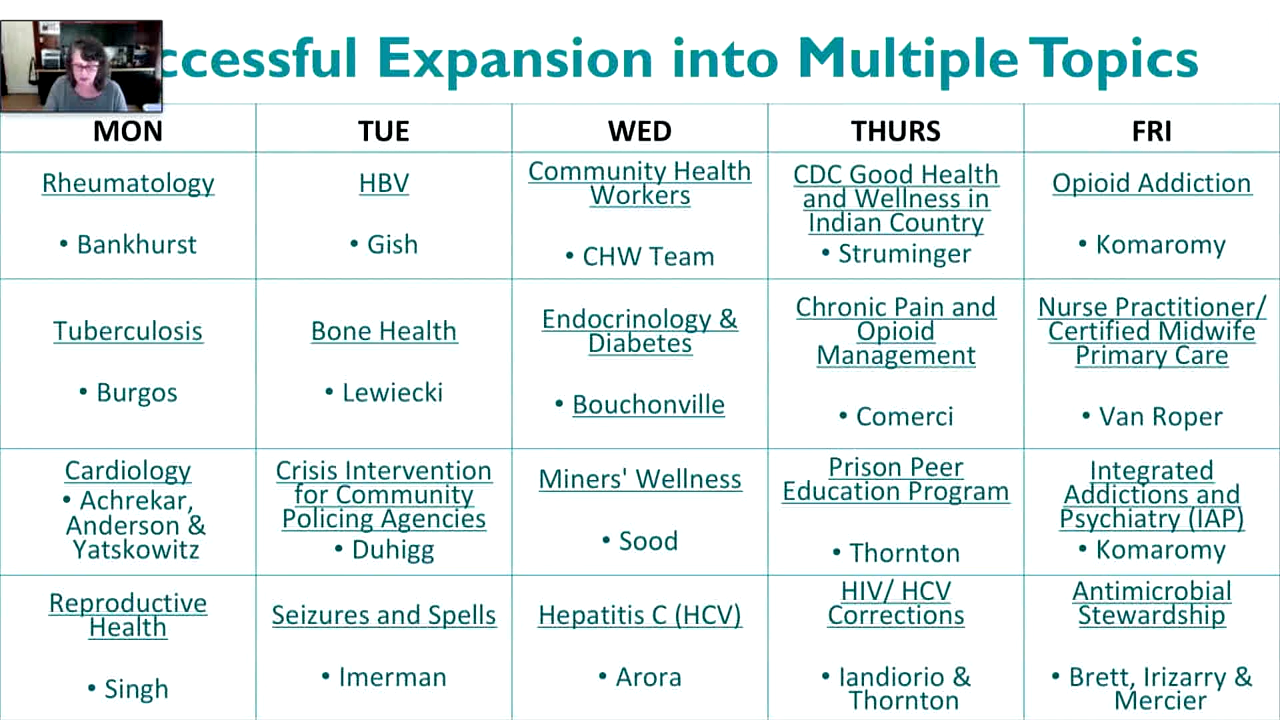 ccessful Expansion into Multiple Topics
MON TUE WED THURS FRI
Rheumatology
• Bankhurst
HBV
• Gish
Community Health
Workers
• CHW Team
CDC Good Health
and Wellness in
Indian Country
• Struminger
Opioid Addiction
• Komaromy
Tuberculosis
• Burgos
Bone Health
• Lewiecki
Endocrinology &
Diabetes
• Bouchonville
Chronic Pain and
Opioid
Management
• Comerci
Nurse Practitioner/
Certified Midwife
Primary Care
• Van Roper
Cardiology
• Achrekar,
Anderson &
Yatskowitz
Crisis Intervention
for Community
Policing Agencies
• Duhigg
Miners' Wellness
• Sood
Prison Peer
Education Program
• Thornton
Integrated
Addictions and
Psychiatry (IAP)
• Komaromy
Reproductive
Health
• Singh
Seizures and Spells
• Imerman
Hepatitis C (HCV)
• Arora
HIV/ HCV
Corrections
• Iandiorio &
Thornton
Antimicrobial
Stewardship
• Brett, Irizarry &
Mercier